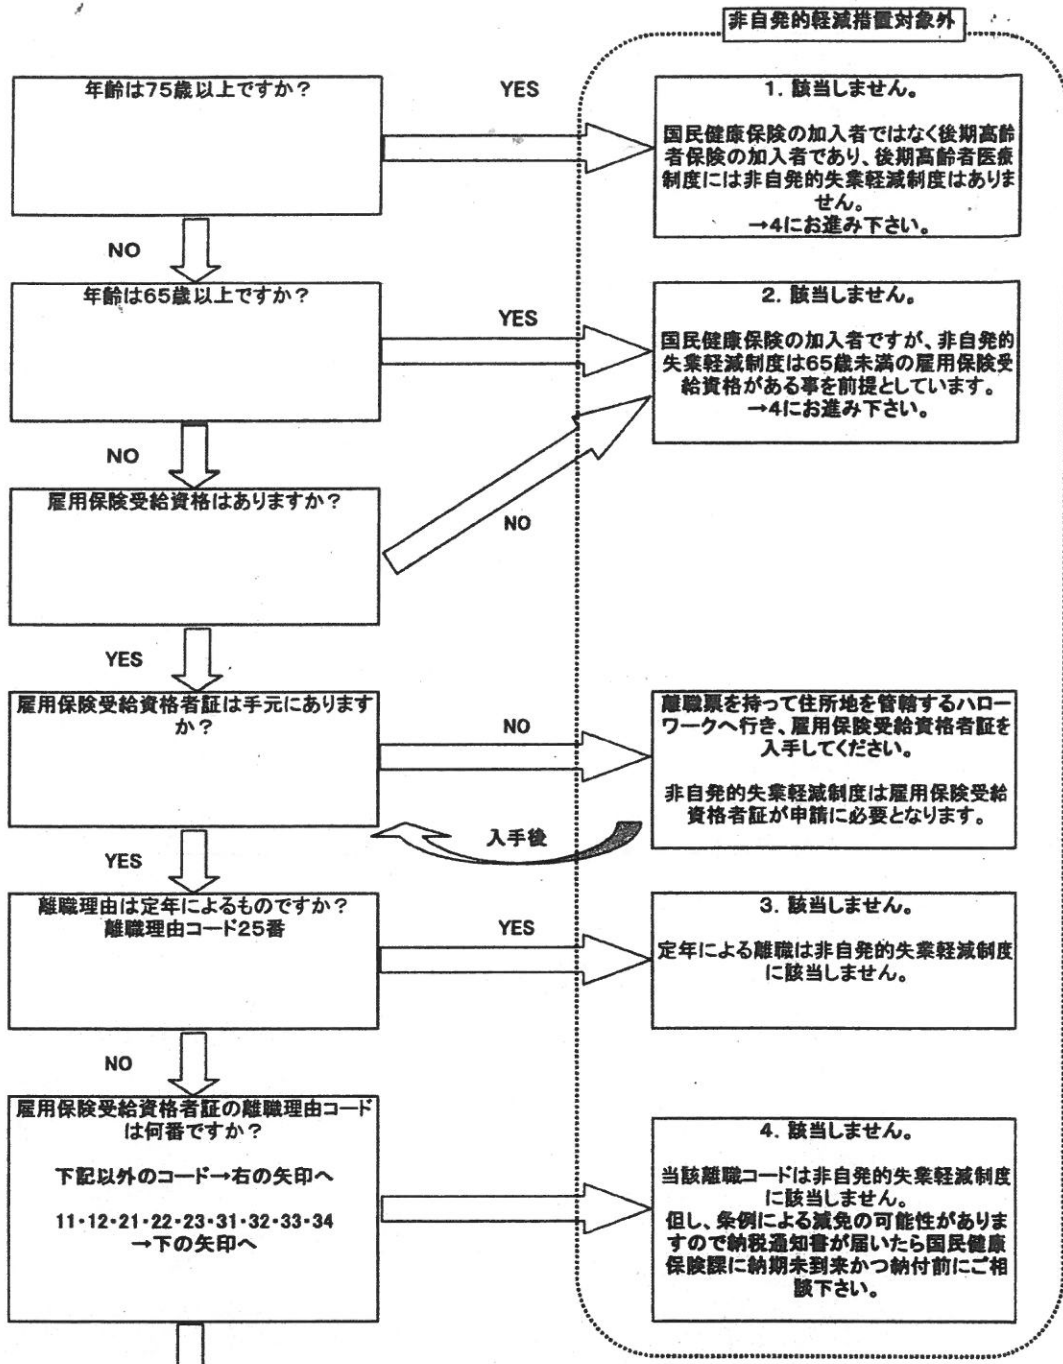 非自発的軽減措置対象外
年齢は75歳以上ですか？
YES
1. 該当しません。
国民健康保険の加入者ではなく後期高齢
者保険の加入者であり、後期高齢者医療
制度には非自発的失業軽減制度はありま
せん。
→4にお進み下さい。
NO
年齢は65歳以上ですか？
YES
2. 該当しません。
国民健康保険の加入者ですが、非自発的
失業軽減制度は65歳未満の雇用保険受
給資格がある事を前提としています。
→4にお進み下さい。
NO
雇用保険受給資格はありますか？
NO
YES
雇用保険受給資格者証は手元にあります
か？
NO
離職票を持って住所地を管轄するハロー
ワークへ行き、雇用保険受給資格者証を
入手してください。
非自発的失業軽減制度は雇用保険受給
資格者証が申請に必要となります。
入手後
YES
離職理由は定年によるものですか？
離職理由コード25番
YES
3. 該当しません。
定年による離職は非自発的失業軽減制度
に該当しません。
NO
雇用保険受給資格者証の離職理由コード
は何番ですか？
下記以外のコード→右の矢印へ
11・12・21・22・23・31・32・33・34
→下の矢印へ
4. 該当しません。
当該離職コードは非自発的失業軽減制度
に該当しません。
但し、条例による減免の可能性がありま
すので納税通知書が届いたら国民健康
保険課に納期未到来かつ納付前にご相
談下さい。